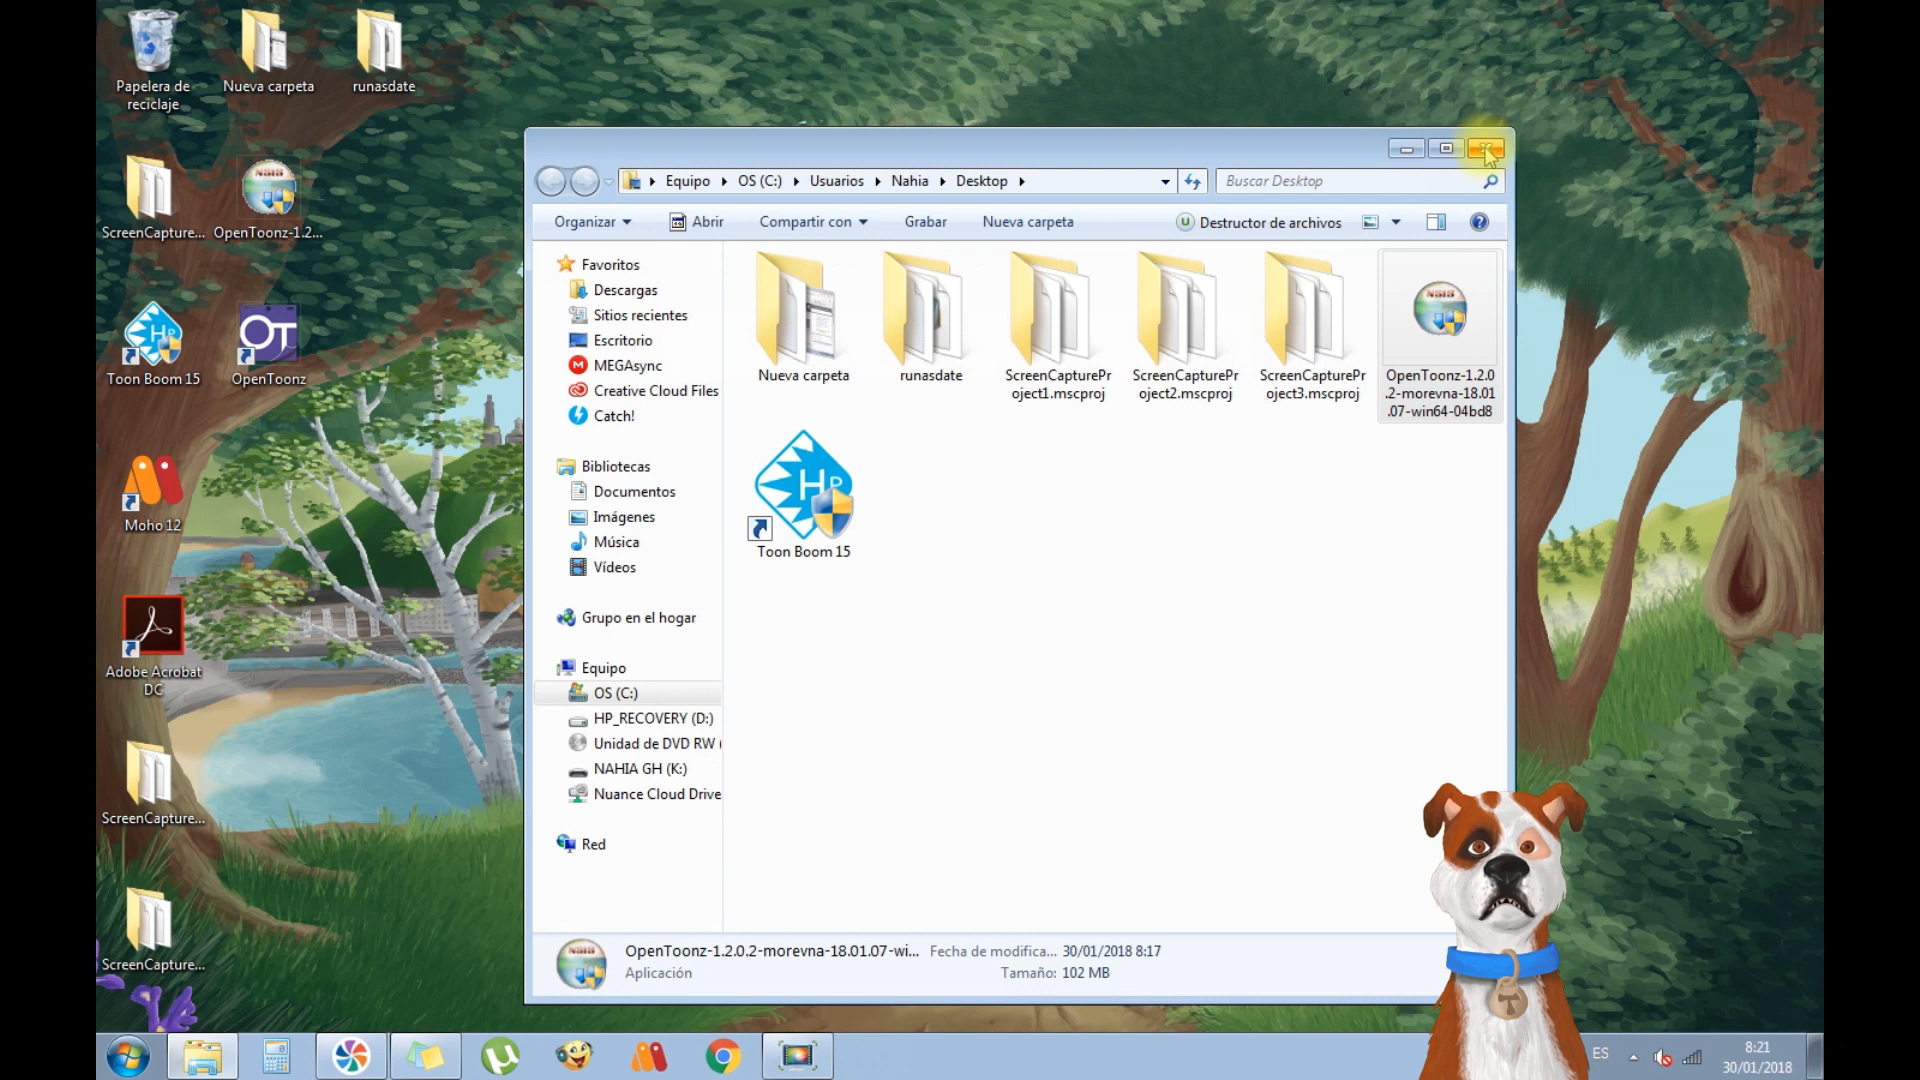 Papelera de
reciclaje
Nueva carpeta
runasdate
ScreenCapture...
NSIS
OpenToonz-1.2...
HP
Toon Boom 15
OT
OpenToonz
Moho 12
Adobe Acrobat
DC
ScreenCapture...
ScreenCapture...
Equipo
OS (C:)
Usuarios
Nahia
Desktop
Buscar Desktop
Organizar
Abrir
Compartir con
Grabar
Nueva carpeta
Destructor de archivos
Favoritos
Descargas
Sitios recientes
Escritorio
MEGAsync
Creative Cloud Files
Catch!
Bibliotecas
Documentos
Imágenes
Música
Vídeos
Grupo en el hogar
Equipo
OS (C:)
HP_RECOVERY (D:)
Unidad de DVD RW (
NAHIA GH (K:)
Nuance Cloud Drive
Red
Nueva carpeta
runasdate
ScreenCapturePr
oject1.mscproj
ScreenCapturePr
oject2.mscproj
ScreenCapturePr
oject3.mscproj
NSIS
OpenToonz-1.2.0
.2-morevna-18.01
.07-win64-04bd8
HP
Toon Boom 15
NSIS
OpenToonz-1.2.0.2-morevna-18.01.07-wi...
Fecha de modifica... 30/01/2018 8:17
Aplicación
Tamaño: 102 MB
T
ES
8:21
30/01/2018